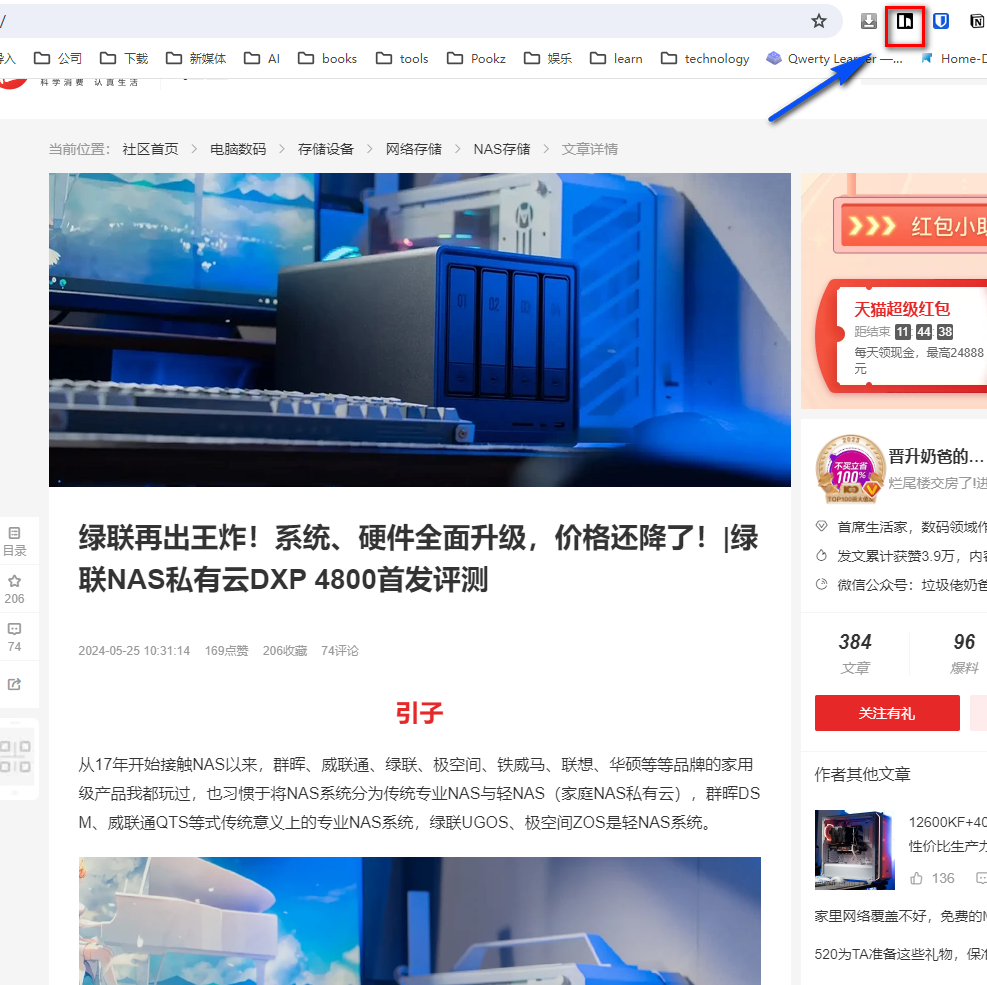 /
导入 公司 下载 新媒体 AI books tools Pookz 娱乐 learn technology Qwerty Learner —... Home-D
科学消费 认真生活
当前位置: 社区首页 > 电脑数码 > 存储设备 > 网络存储 > NAS存储 > 文章详情
01 02 03 04
绿联再出王炸！系统、硬件全面升级，价格还降了！|绿
联NAS私有云DXP 4800首发评测
2024-05-25 10:31:14 169点赞 206收藏 74评论
引子
从17年开始接触NAS以来，群晖、威联通、绿联、极空间、铁威马、联想、华硕等等品牌的家用
级产品我都玩过，也习惯于将NAS系统分为传统专业NAS与轻NAS（家庭NAS私有云），群晖DS
M、威联通QTS等式传统意义上的专业NAS系统，绿联UGOS、极空间ZOS是轻NAS系统。
目录
206
74
红包小助
天猫超级红包
距结束 11:44:38
每天领现金，最高24888
元
2022
不买立省
100%
TOP100
晋升奶爸的...
烂尾楼交房了!进
首席生活家，数码领域作
发文累计获赞3.9万，内容
微信公众号：垃圾佬奶爸
384 96
文章 爆料
关注有礼
作者其他文章
12600KF+40
性价比生产力
136
家里网络覆盖不好，免费的M
520为TA准备这些礼物，保准